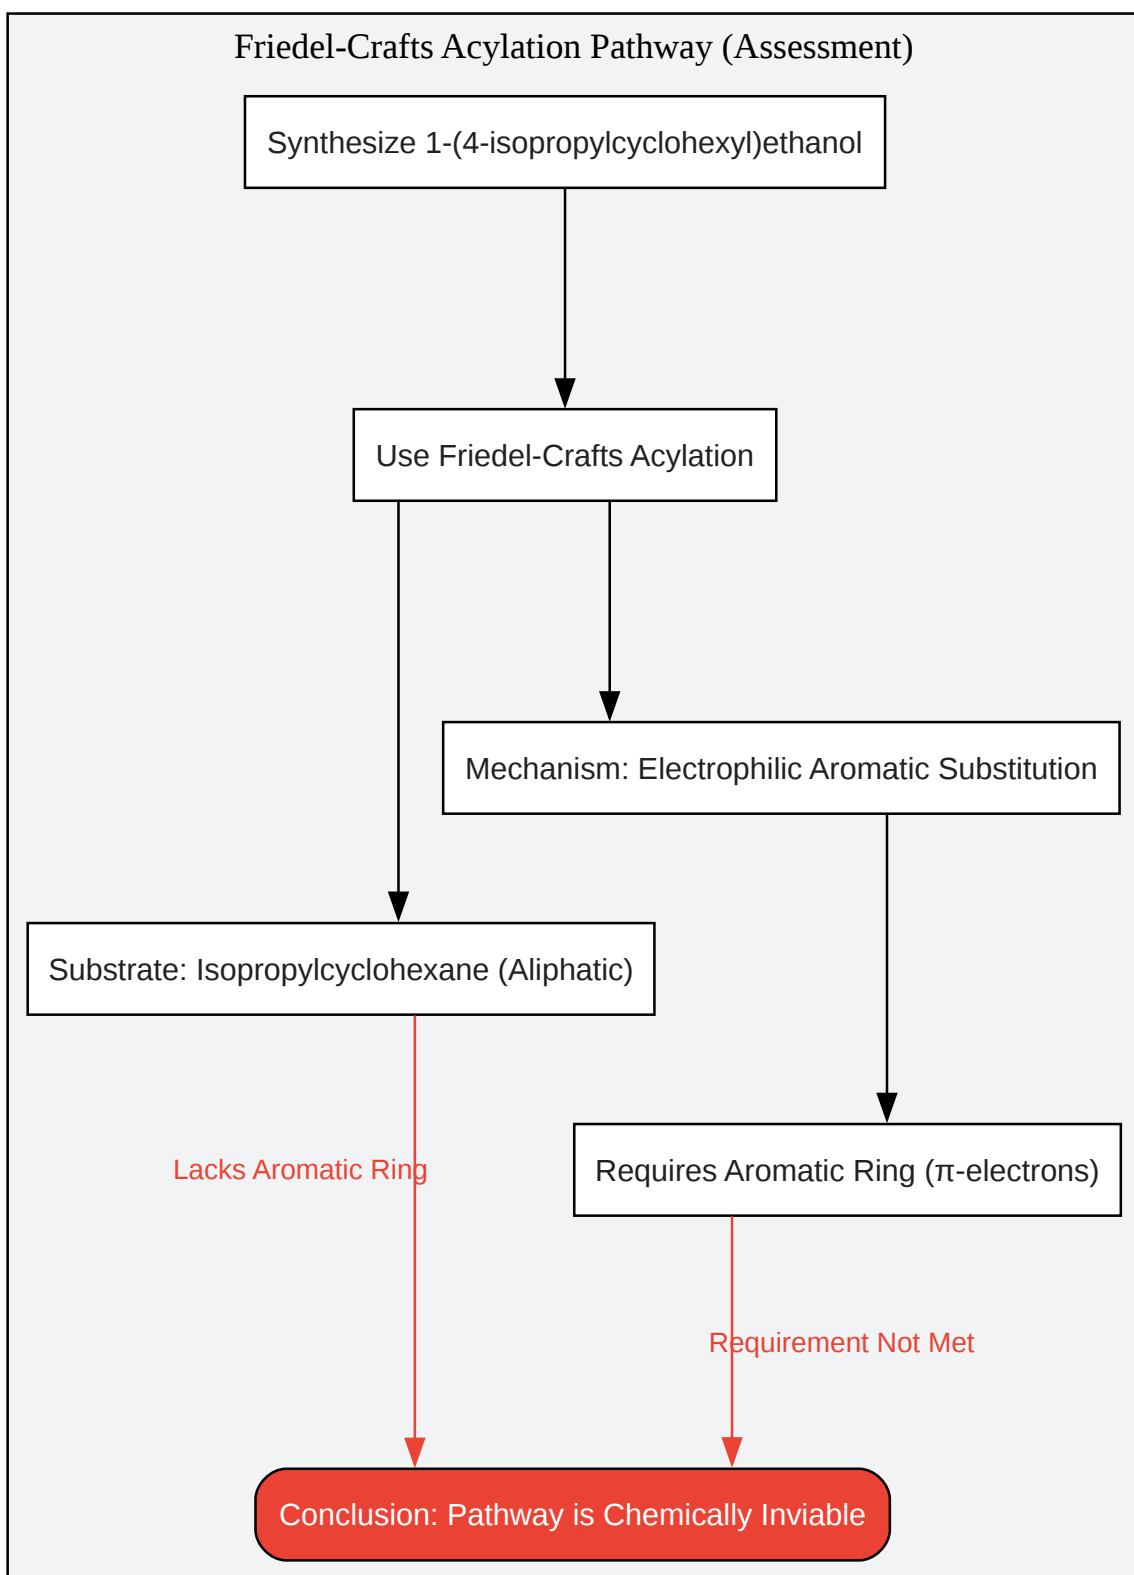 Friedel-Crafts Acylation Pathway (Assessment)
Synthesize 1-(4-isopropylcyclohexyl)ethanol
Use Friedel-Crafts Acylation
Mechanism: Electrophilic Aromatic Substitution
Substrate: Isopropylcyclohexane (Aliphatic)
Lacks Aromatic Ring
Requires Aromatic Ring (π-electrons)
Requirement Not Met
Conclusion: Pathway is Chemically Inviable